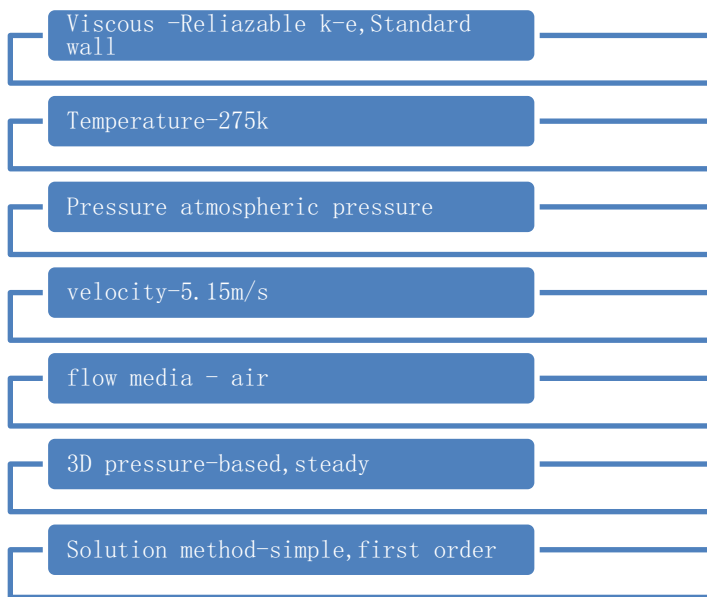 Viscous -Reliazable k-e,Standard
wall
Temperature-275k
Pressure atmospheric pressure
velocity-5.15m/s
flow media - air
3D pressure-based,steady
Solution method-simple,first order